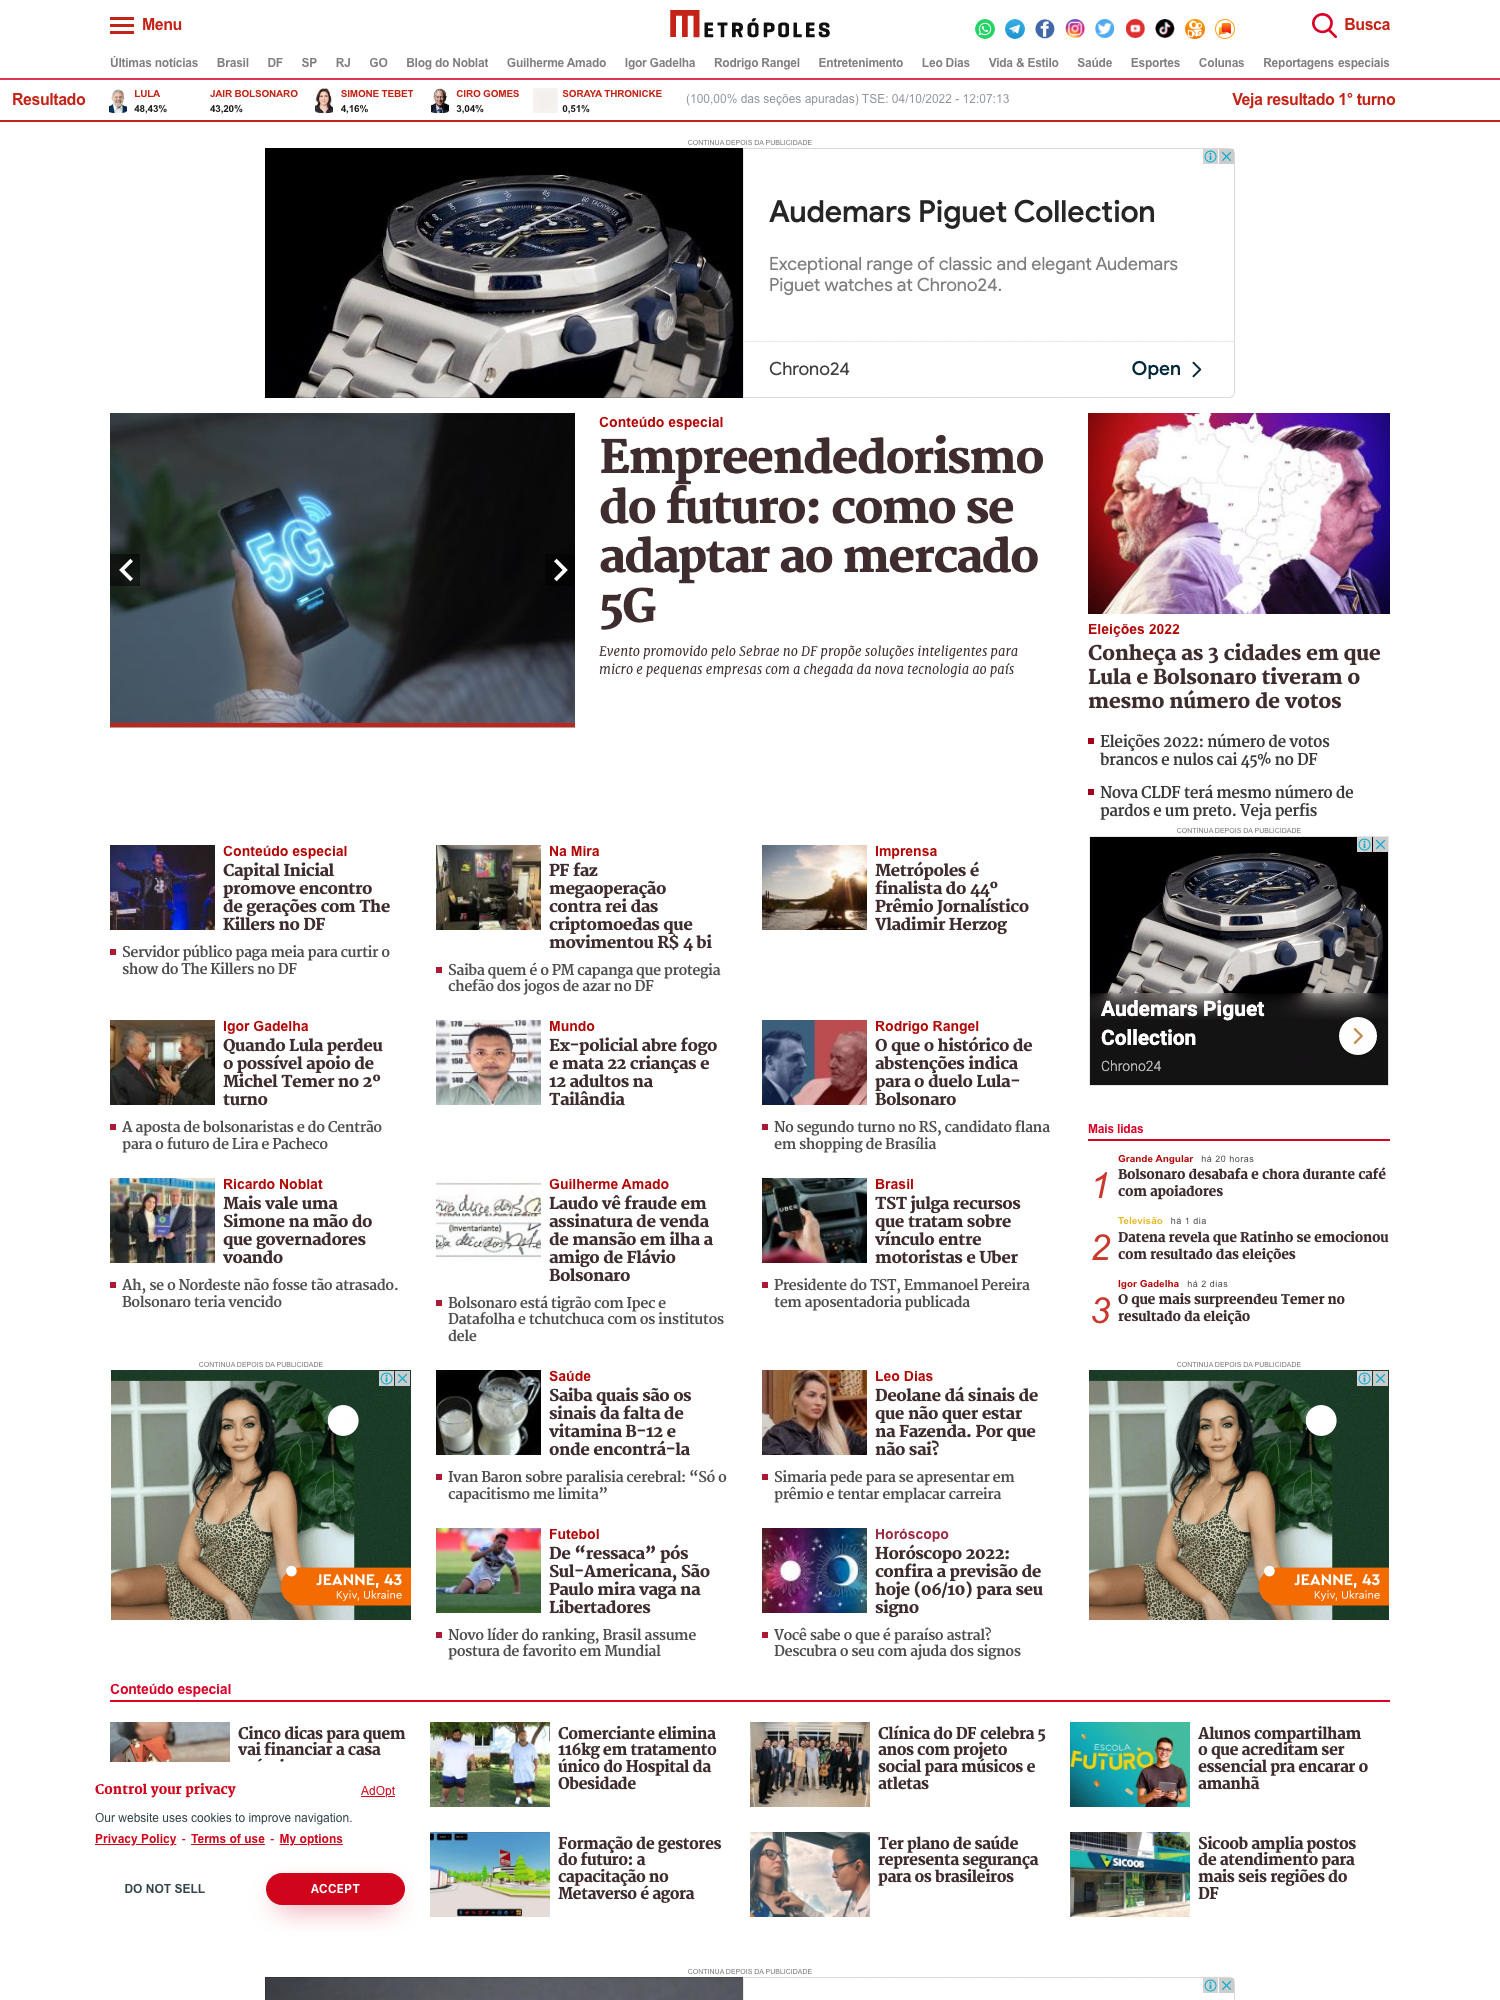 Menu
METRÓPOLES
Busca
Últimas notícias Brasil DF SP RJ GO Blog do Noblat Guilherme Amado Igor Gadelha Rodrigo Rangel Entretenimento Leo Dias Vida & Estilo Saúde Esportes Colunas Reportagens especiais
Resultado
LULA
48,43%
JAIR BOLSONARO
43,20%
SIMONE TEBET
4,16%
CIRO GOMES
3,04%
SORAYA THRONICKE
0,51%
(100,00% das seções apuradas) TSE: 04/10/2022 - 12:07:13
Veja resultado 1° turno
CONTINUA DEPOIS DA PUBLICIDADE
Audemars Piguet Collection
Exceptional range of classic and elegant Audemars
Piguet watches at Chrono24.
Chrono24
Open
5G
Conteúdo especial
Empreendedorismo
do futuro: como se
adaptar ao mercado
5G
Evento promovido pelo Sebrae no DF propõe soluções inteligentes para
micro e pequenas empresas com a chegada da nova tecnologia ao país
Eleições 2022
Conheça as 3 cidades em que
Lula e Bolsonaro tiveram o
mesmo número de votos
Eleições 2022: número de votos
brancos e nulos cai 45% no DF
Nova CLDF terá mesmo número de
pardos e um preto. Veja perfis
Conteúdo especial
Capital Inicial
promove encontro
de gerações com The
Killers no DF
Servidor público paga meia para curtir o
show do The Killers no DF
Na Mira
PF faz
megaoperação
contra rei das
criptomoedas que
movimentou R$ 4 bi
Saiba quem é o PM capanga que protegia
chefão dos jogos de azar no DF
Imprensa
Metrópoles é
finalista do 44º
Prêmio Jornalístico
Vladimir Herzog
CONTINUA DEPOIS DA PUBLICIDADE
Audemars Piguet
Collection
Chrono24
Igor Gadelha
Quando Lula perdeu
o possível apoio de
Michel Temer no 2º
turno
A aposta de bolsonaristas e do Centrão
para o futuro de Lira e Pacheco
Mundo
Ex-policial abre fogo
e mata 22 crianças e
12 adultos na
Tailândia
Rodrigo Rangel
O que o histórico de
abstenções indica
para o duelo Lula-
Bolsonaro
No segundo turno no RS, candidato flana
em shopping de Brasília
Mais lidas
1
Grande Angular há 20 horas
Bolsonaro desabafa e chora durante café
com apoiadores
2
Televisão há 1 dia
Datena revela que Ratinho se emocionou
com resultado das eleições
3
Igor Gadelha há 2 dias
O que mais surpreendeu Temer no
resultado da eleição
Ricardo Noblat
Mais vale uma
Simone na mão do
que governadores
voando
Ah, se o Nordeste não fosse tão atrasado.
Bolsonaro teria vencido
(Inventariante)
Guilherme Amado
Laudo vê fraude em
assinatura de venda
de mansão em ilha a
amigo de Flávio
Bolsonaro
Bolsonaro está tigrão com Ipec e
Datafolha e tchutchuca com os institutos
dele
UBER
Brasil
TST julga recursos
que tratam sobre
vínculo entre
motoristas e Uber
Presidente do TST, Emmanoel Pereira
tem aposentadoria publicada
CONTINUA DEPOIS DA PUBLICIDADE
JEANNE, 43
Kyiv, Ukraine
Saúde
Saiba quais são os
sinais da falta de
vitamina B-12 e
onde encontrá-la
Ivan Baron sobre paralisia cerebral: “Só o
capacitismo me limita”
Leo Dias
Deolane dá sinais de
que não quer estar
na Fazenda. Por que
não sai?
Simaria pede para se apresentar em
prêmio e tentar emplacar carreira
CONTINUA DEPOIS DA PUBLICIDADE
JEANNE, 43
Kyiv, Ukraine
Futebol
De “ressaca” pós
Sul-Americana, São
Paulo mira vaga na
Libertadores
Novo líder do ranking, Brasil assume
postura de favorito em Mundial
Horóscopo
Horóscopo 2022:
confira a previsão de
hoje (06/10) para seu
signo
Você sabe o que é paraíso astral?
Descubra o seu com ajuda dos signos
Conteúdo especial
Cinco dicas para quem
vai financiar a casa
Comerciante elimina
116kg em tratamento
único do Hospital da
Obesidade
Clínica do DF celebra 5
anos com projeto
social para músicos e
atletas
ESCOLA
FUTURO
Alunos compartilham
o que acreditam ser
essencial pra encarar o
amanhã
Control your privacy
AdOpt
Our website uses cookies to improve navigation.
Privacy Policy - Terms of use - My options
DO NOT SELL
ACCEPT
Formação de gestores
do futuro: a
capacitação no
Metaverso é agora
Ter plano de saúde
representa segurança
para os brasileiros
SICOOB
Sicoob amplia postos
de atendimento para
mais seis regiões do
DF
CONTINUA DEPOIS DA PUBLICIDADE